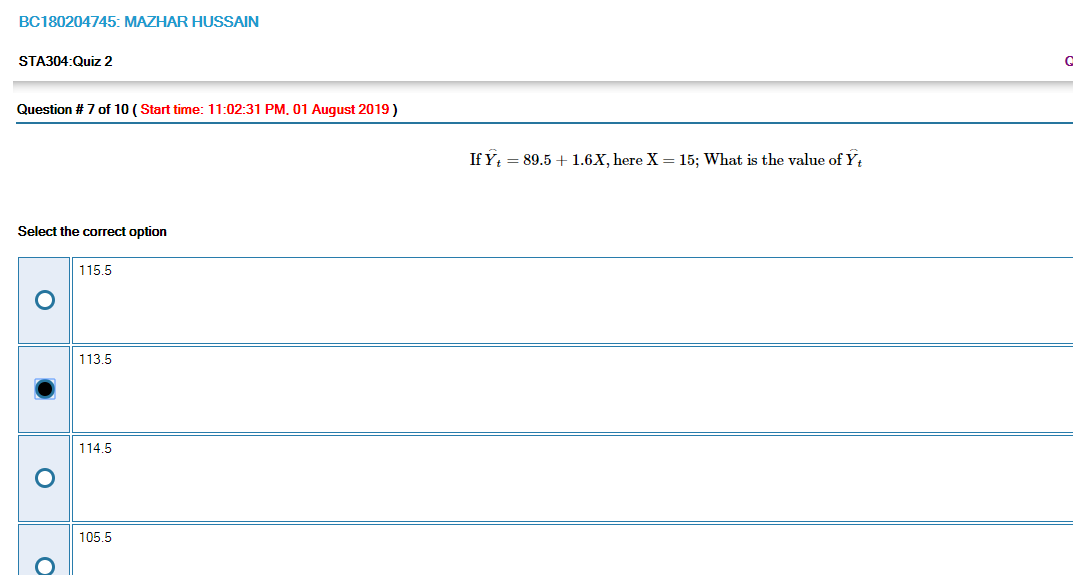 BC180204745: MAZHAR HUSSAIN
STA304:Quiz 2
Question # 7 of 10 ( Start time: 11:02:31 PM, 01 August 2019 )
If Ŷₜ = 89.5 + 1.6X, here X = 15; What is the value of Ŷₜ
Select the correct option
115.5
113.5
114.5
105.5